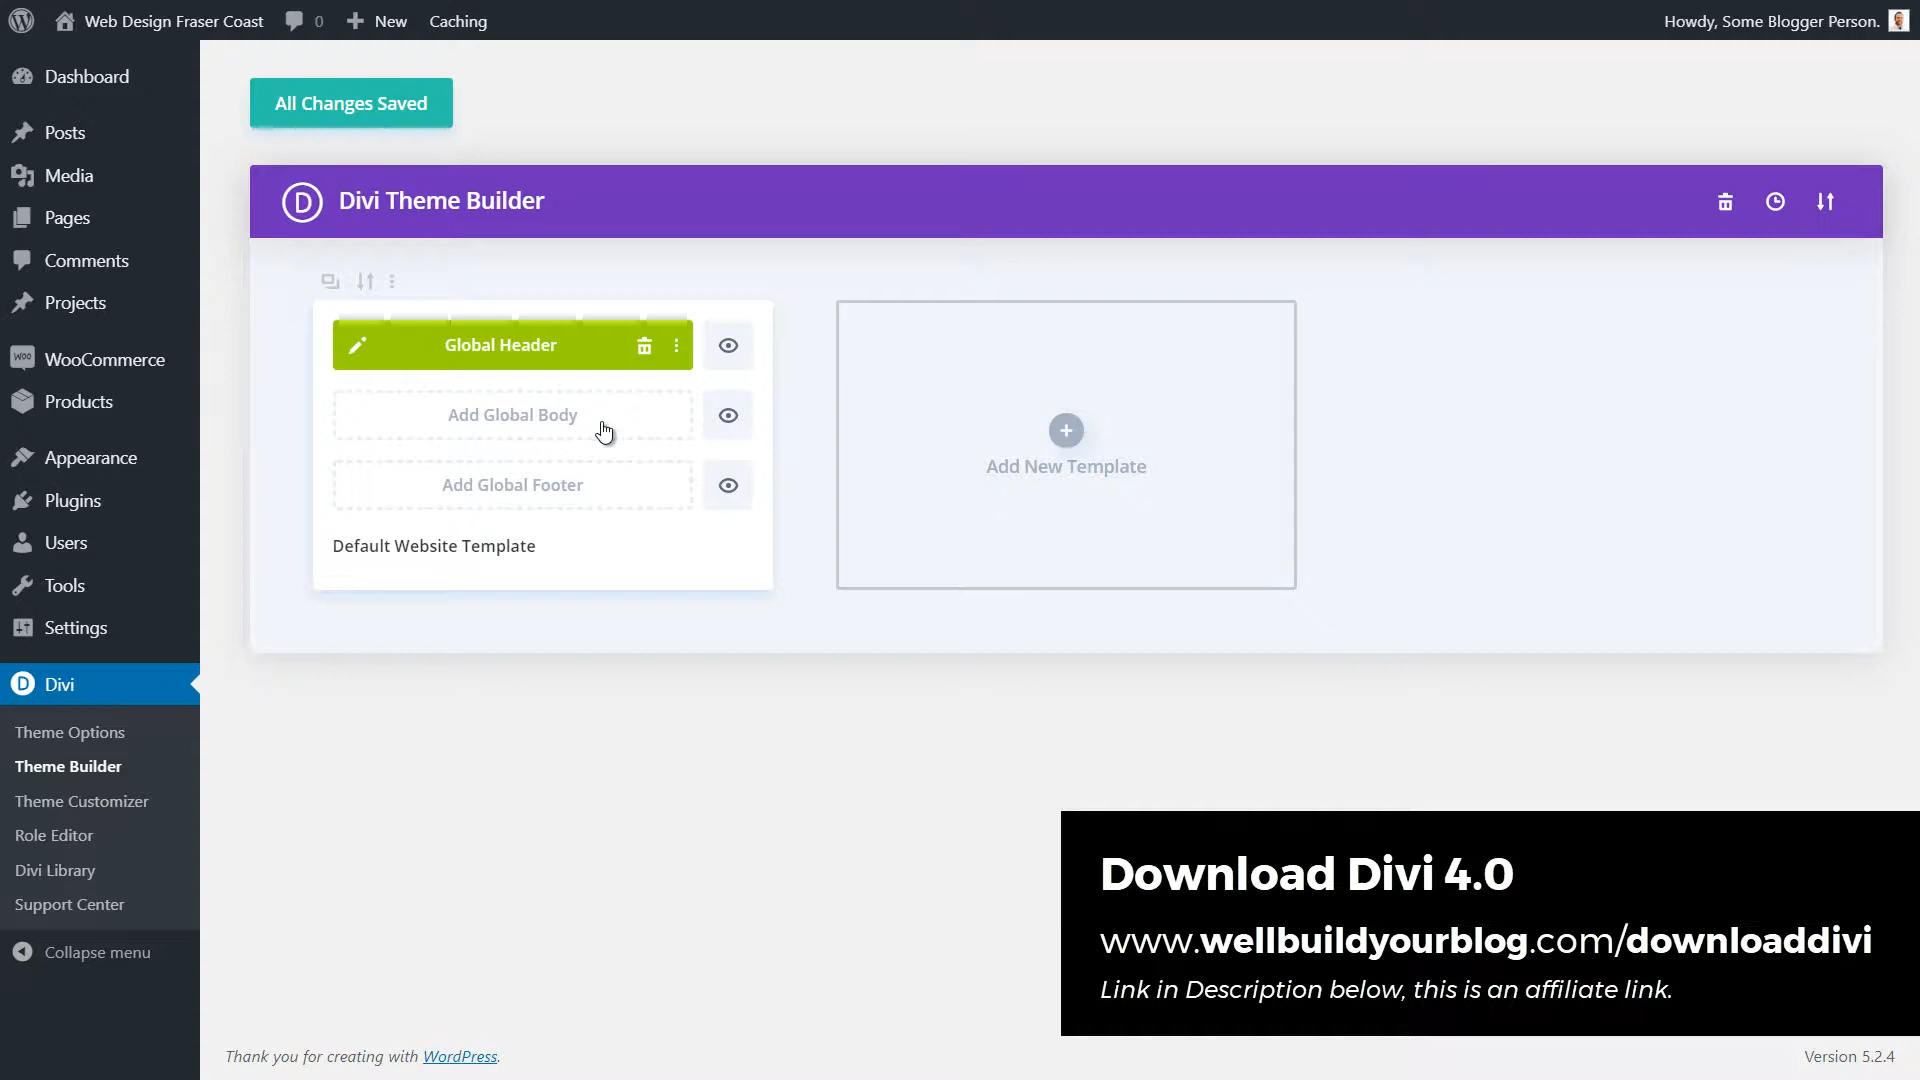 Web Design Fraser Coast
0
New
Caching
Howdy, Some Blogger Person.
Dashboard
Posts
Media
Pages
Comments
Projects
WOO
WooCommerce
Products
Appearance
Plugins
Users
Tools
Settings
D
Divi
Theme Options
Theme Builder
Theme Customizer
Role Editor
Divi Library
Support Center
Collapse menu
All Changes Saved
D
Divi Theme Builder
Global Header
Add Global Body
Add Global Footer
Default Website Template
Add New Template
Download Divi 4.0
www.wellbuildyourblog.com/downloaddivi
Link in Description below, this is an affiliate link.
Thank you for creating with WordPress.
Version 5.2.4